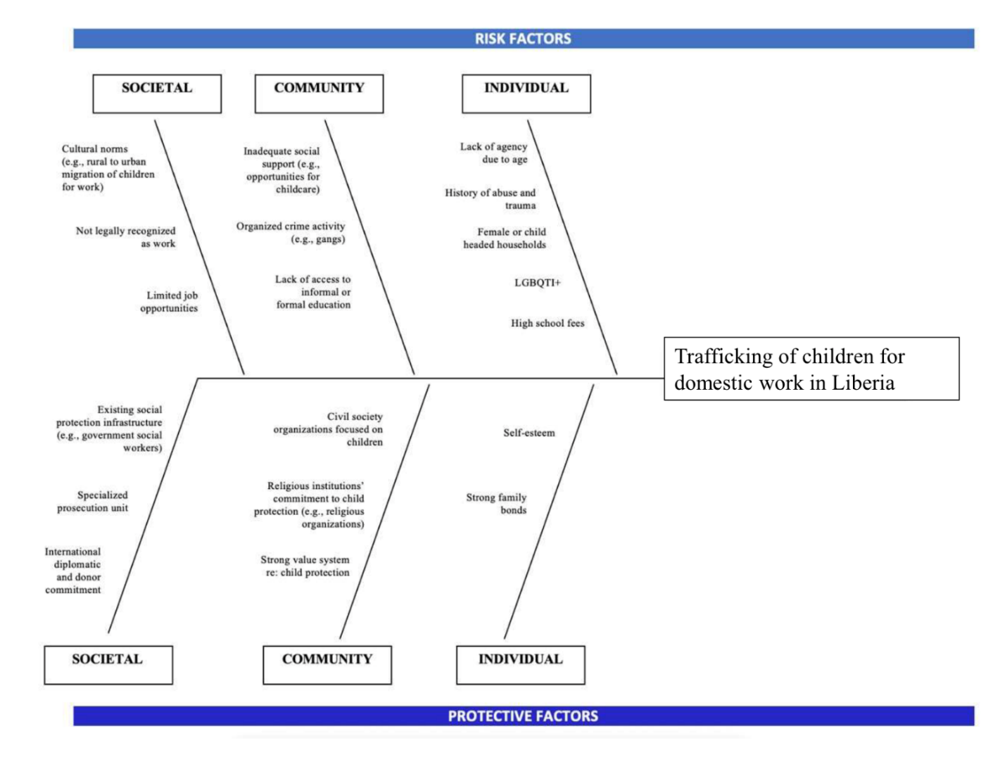 RISK FACTORS
SOCIETAL
Cultural norms
(e.g., rural to urban
migration of children
for work)
Not legally recognized
as work
Limited job
opportunities
COMMUNITY
Inadequate social
support (e.g.,
opportunities for
childcare)
Organized crime activity
(e.g., gangs)
Lack of access to
informal or
formal education
INDIVIDUAL
Lack of agency
due to age
History of abuse and
trauma
Female or child
headed households
LGBQTI+
High school fees
Trafficking of children for
domestic work in Liberia
Existing social
protection infrastructure
(e.g., government social
workers)
Specialized
prosecution unit
International
diplomatic
and donor
commitment
SOCIETAL
Civil society
organizations focused on
children
Religious institutions’
commitment to child
protection (e.g., religious
organizations)
Strong value system
re: child protection
COMMUNITY
Self-esteem
Strong family
bonds
INDIVIDUAL
PROTECTIVE FACTORS